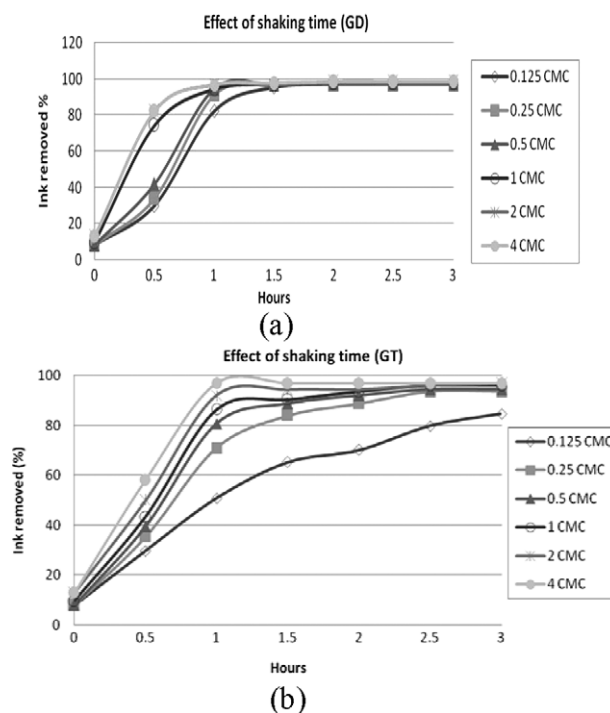 Effect of shaking time (GD)
Ink removed %
120
100
80
60
40
20
0
0 0.5 1 1.5 2 2.5 3
Hours
0.125 CMC
0.25 CMC
0.5 CMC
1 CMC
2 CMC
4 CMC
(a)
Effect of shaking time (GT)
Ink removed (%)
100
80
60
40
20
0
0 0.5 1 1.5 2 2.5 3
Hours
0.125 CMC
0.25 CMC
0.5 CMC
1 CMC
2 CMC
4 CMC
(b)